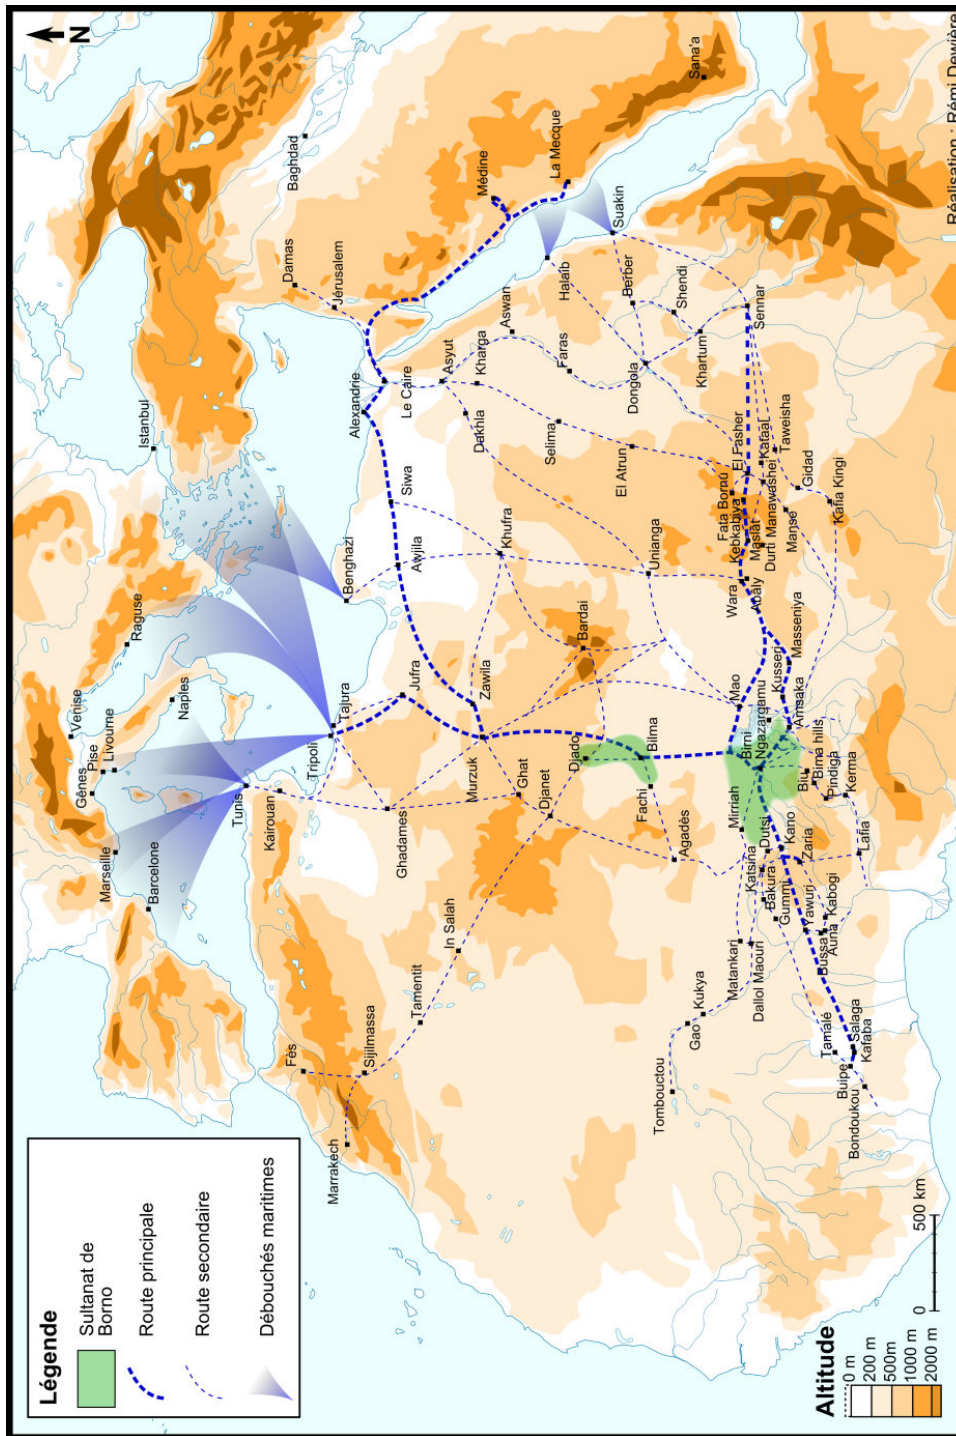 N
Légende
Sultanat de
Borno
Route principale
Route secondaire
Débouchés maritimes
Altitude
0 m
200 m
500m
1000 m
2000 m
0
500 km
Réalisation : Rémi Dewière
Venise
Gênes
Pise
Livourne
Raguse
Naples
Marseille
Barcelone
Istanbul
Baghdad
Damas
Jérusalem
Tunis
Kairouan
Tripoli
Tajura
Benghazi
Alexandrie
Le Caire
Médine
La Mecque
Sana'a
Fès
Marrakech
Sijilmassa
Tamentit
In Salah
Ghadamès
Jufra
Awjila
Siwa
Asyut
Kharga
Dakhla
Aswan
Murzuk
Zawila
Khufra
Ghat
Djanet
Bardai
Selima
Faras
Halaïb
Suakin
Djado
Bilma
Fachi
Agadès
Unianga
El Atrun
Dongola
Berber
Shendi
Khartum
Sennar
Tombouctou
Gao
Kukya
Matankari
Dallol Maouri
Mirriah
Katsina
Dutsi
Bakura
Gummi
Kano
Zaria
Yawuri
Kabogi
Auna
Bussa
Lafia
Birni
Ngazargamu
Mao
Kusseri
Amsaka
Masseniya
Biu
Bima hills
Pindiga
Kerma
Wara
Abaly
Fata Bornu
Kebkabiya
Maslat
Durti
Manawashei
El Fasher
Kataal
Taweisha
Manse
Gidad
Kafia Kingi
Tamalé
Salaga
Kafaba
Buipe
Bondoukou